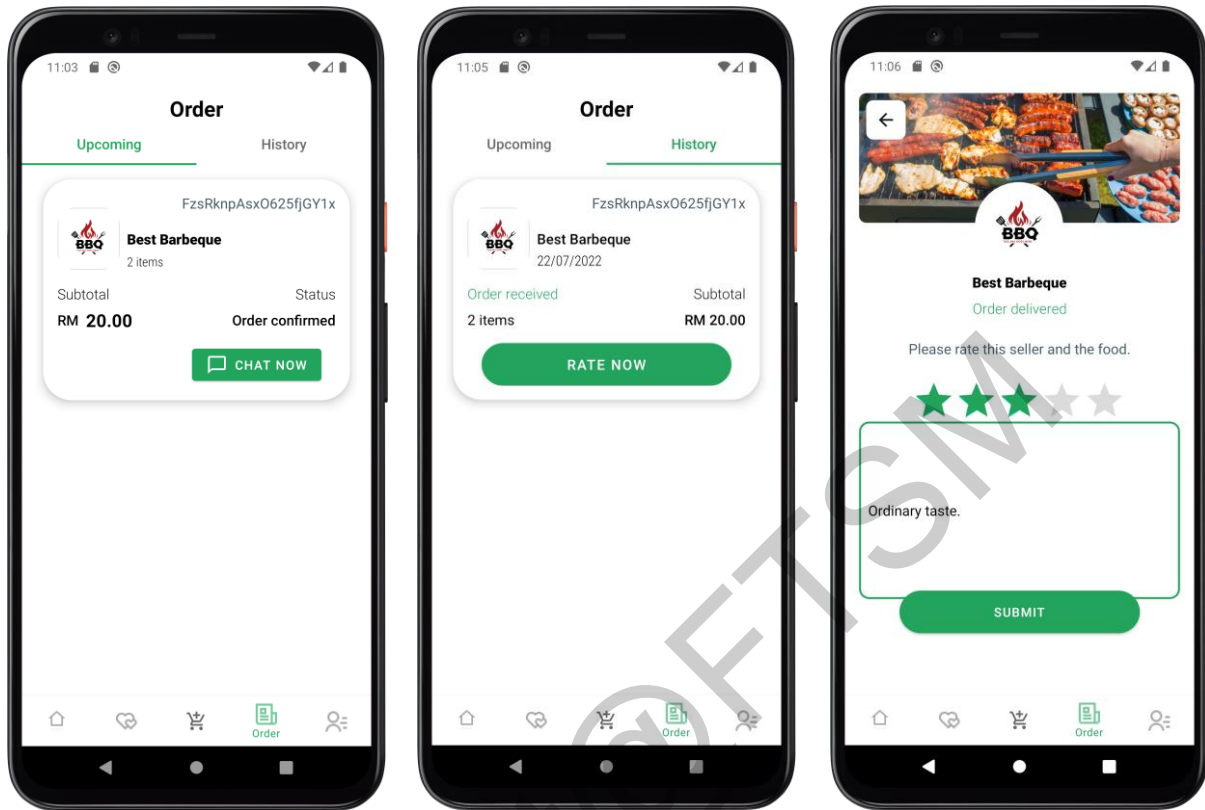 11:03
Order
Upcoming History
FzsRknpAsxO625fjGY1x
BBQ
Best Barbeque
2 items
Subtotal Status
RM 20.00 Order confirmed
CHAT NOW
Order
11:05
Order
Upcoming History
FzsRknpAsxO625fjGY1x
BBQ
Best Barbeque
22/07/2022
Order received Subtotal
2 items RM 20.00
RATE NOW
Order
11:06
BBQ
Best Barbeque
Order delivered
Please rate this seller and the food.
Ordinary taste.
SUBMIT
Order
@FTSM